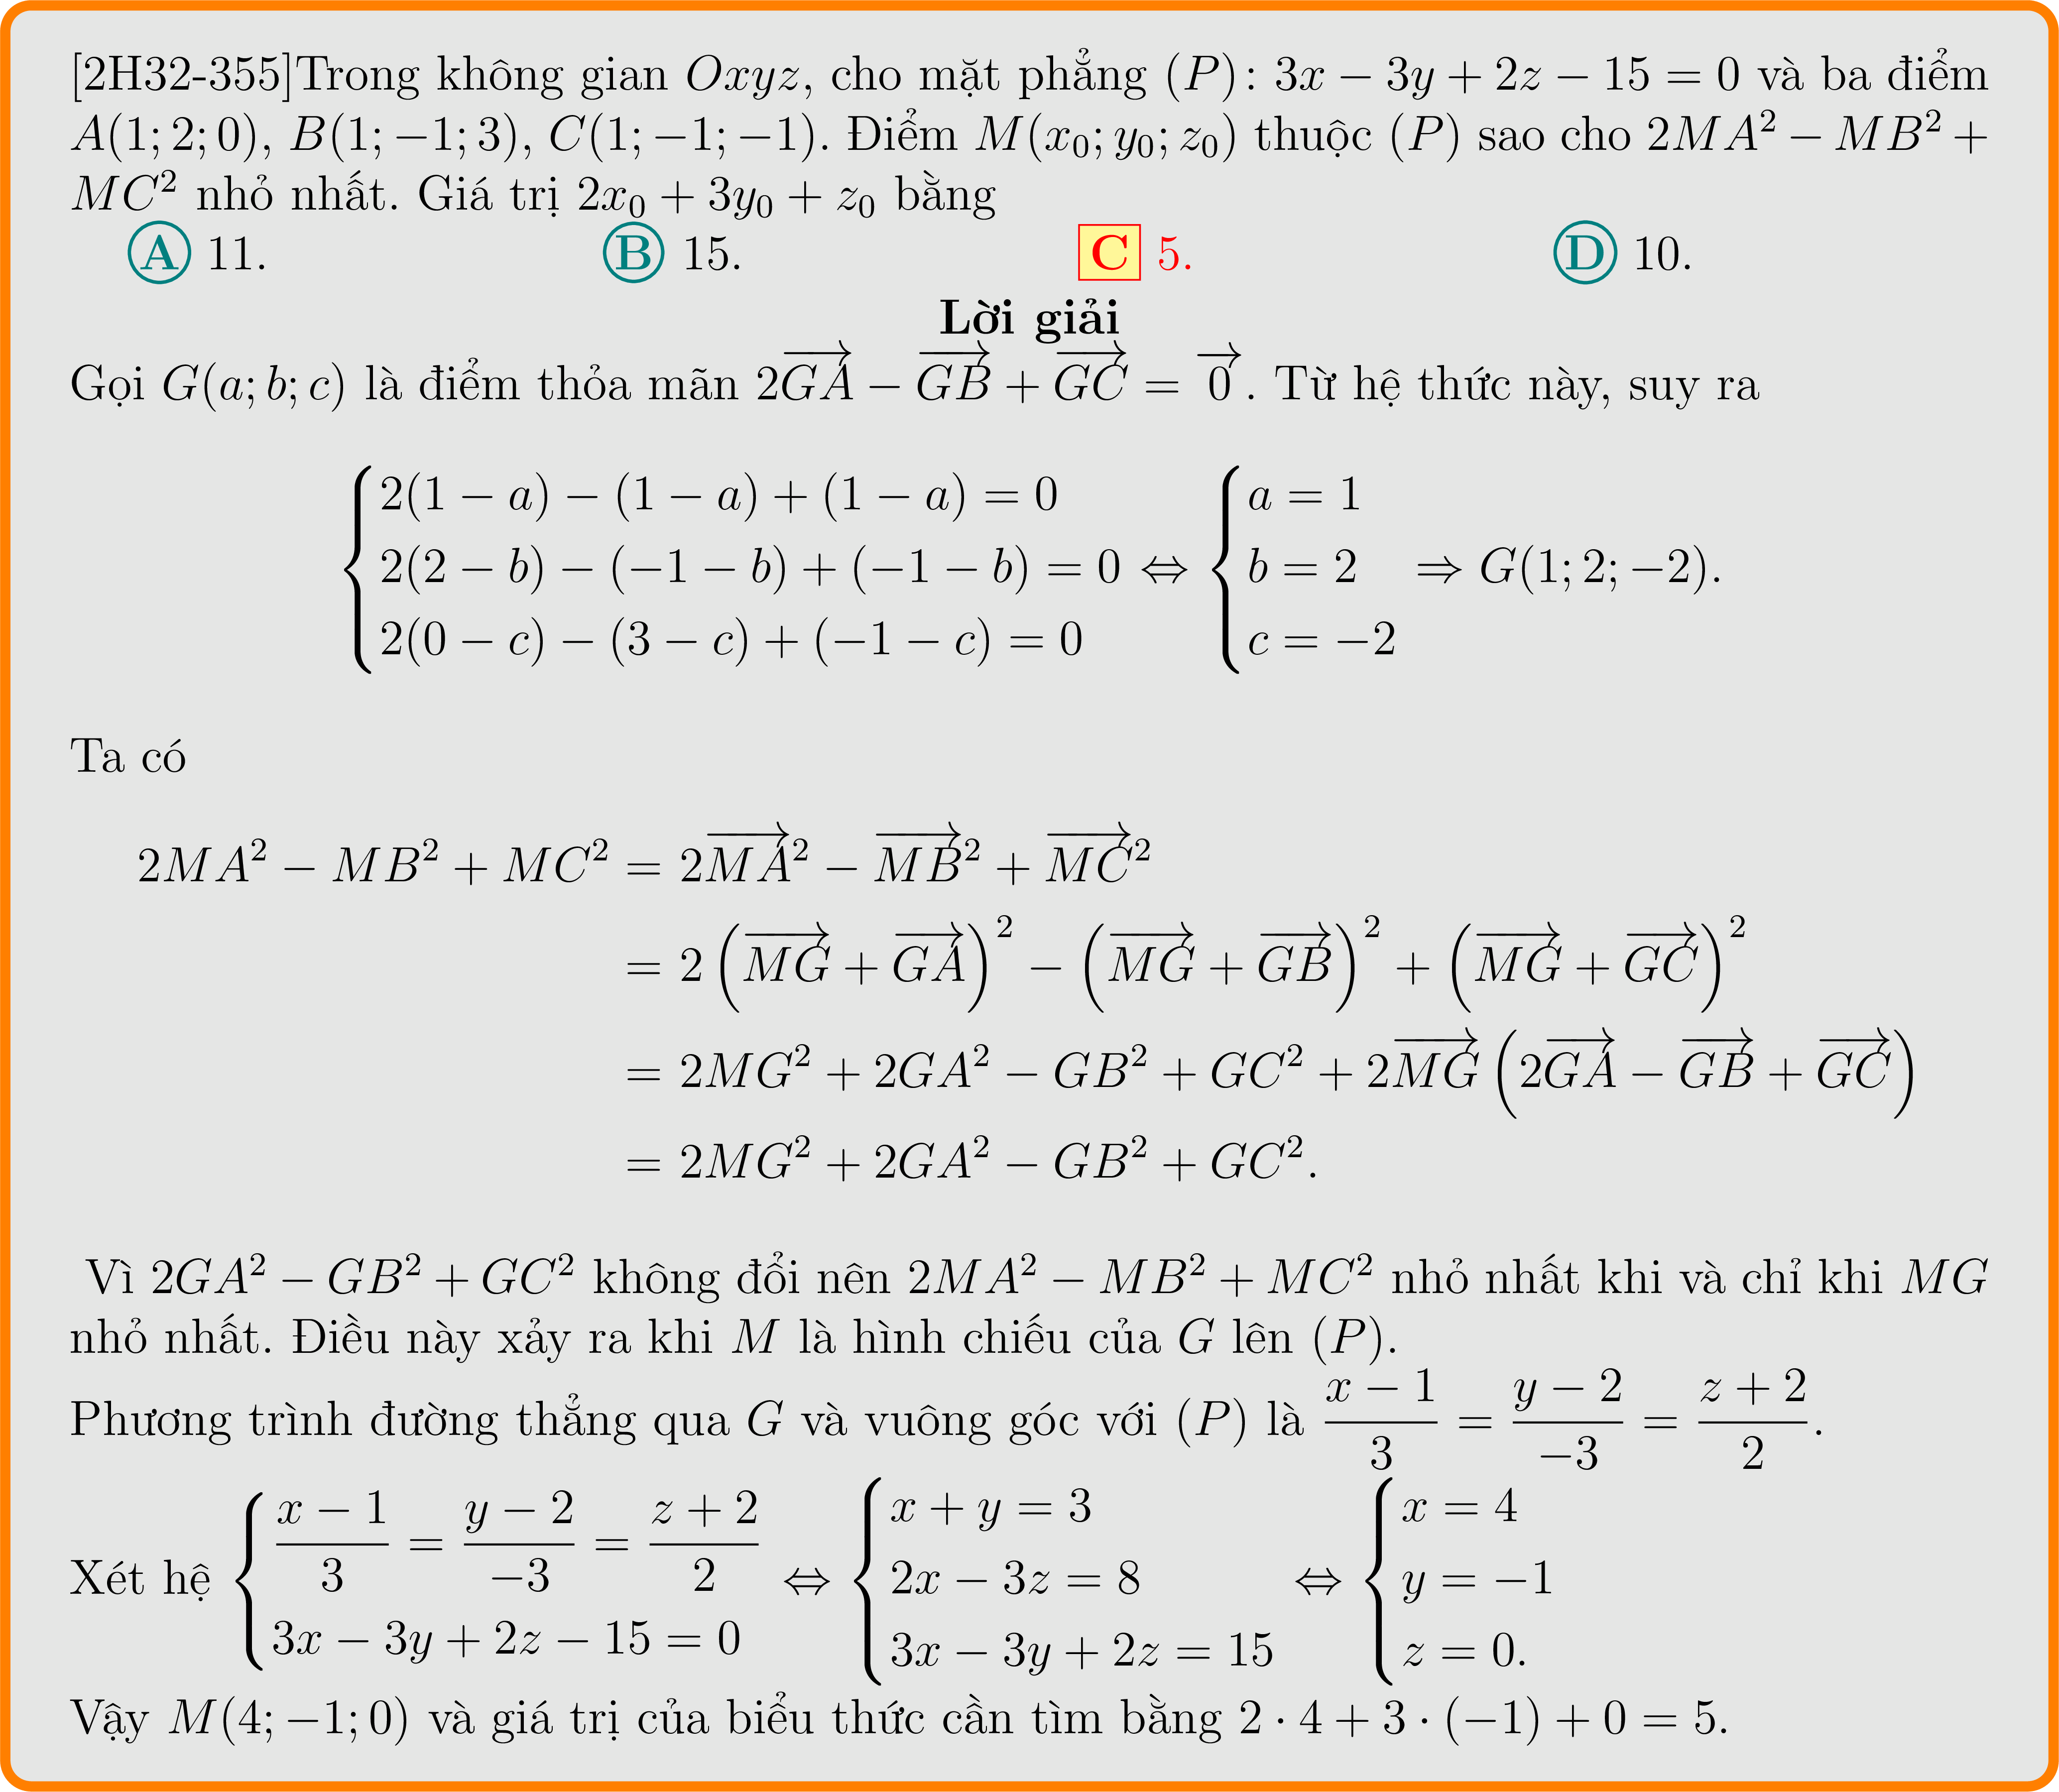 [2H32-355]Trong không gian $Oxyz$, cho mặt phẳng $(P)\colon 3x - 3y + 2z - 15 = 0$ và ba điểm
$A(1; 2; 0)$, $B(1; -1; 3)$, $C(1; -1; -1)$. Điểm $M(x_0; y_0; z_0)$ thuộc $(P)$ sao cho $2MA^2 - MB^2 +$
$MC^2$ nhỏ nhất. Giá trị $2x_0 + 3y_0 + z_0$ bằng
A 11. B 15. C 5. D 10.
Lời giải
Gọi $G(a; b; c)$ là điểm thỏa mãn $2\overrightarrow{GA} - \overrightarrow{GB} + \overrightarrow{GC} = \overrightarrow{0}$. Từ hệ thức này, suy ra
$\begin{cases} 2(1 - a) - (1 - a) + (1 - a) = 0 \\ 2(2 - b) - (-1 - b) + (-1 - b) = 0 \\ 2(0 - c) - (3 - c) + (-1 - c) = 0 \end{cases} \Leftrightarrow \begin{cases} a = 1 \\ b = 2 \\ c = -2 \end{cases} \Rightarrow G(1; 2; -2).$
Ta có
$2MA^2 - MB^2 + MC^2 = 2\overrightarrow{MA}^2 - \overrightarrow{MB}^2 + \overrightarrow{MC}^2$
$= 2\left(\overrightarrow{MG} + \overrightarrow{GA}\right)^2 - \left(\overrightarrow{MG} + \overrightarrow{GB}\right)^2 + \left(\overrightarrow{MG} + \overrightarrow{GC}\right)^2$
$= 2MG^2 + 2GA^2 - GB^2 + GC^2 + 2\overrightarrow{MG}\left(2\overrightarrow{GA} - \overrightarrow{GB} + \overrightarrow{GC}\right)$
$= 2MG^2 + 2GA^2 - GB^2 + GC^2.$
Vì $2GA^2 - GB^2 + GC^2$ không đổi nên $2MA^2 - MB^2 + MC^2$ nhỏ nhất khi và chỉ khi $MG$
nhỏ nhất. Điều này xảy ra khi $M$ là hình chiếu của $G$ lên $(P)$.
Phương trình đường thẳng qua $G$ và vuông góc với $(P)$ là $\frac{x - 1}{3} = \frac{y - 2}{-3} = \frac{z + 2}{2}$.
Xét hệ $\begin{cases} \frac{x - 1}{3} = \frac{y - 2}{-3} = \frac{z + 2}{2} \\ 3x - 3y + 2z - 15 = 0 \end{cases} \Leftrightarrow \begin{cases} x + y = 3 \\ 2x - 3z = 8 \\ 3x - 3y + 2z = 15 \end{cases} \Leftrightarrow \begin{cases} x = 4 \\ y = -1 \\ z = 0. \end{cases}$
Vậy $M(4; -1; 0)$ và giá trị của biểu thức cần tìm bằng $2 \cdot 4 + 3 \cdot (-1) + 0 = 5$.